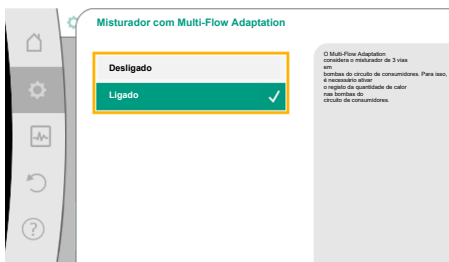 Misturador com Multi-Flow Adaptation
Desligado
Ligado
O Multi-Flow Adaptation
considera o misturador de 3 vias
em
bombas do circuito de consumidores. Para isso,
é necessário ativar
o registo da quantidade de calor
nas bombas do
circuito de consumidores.
?